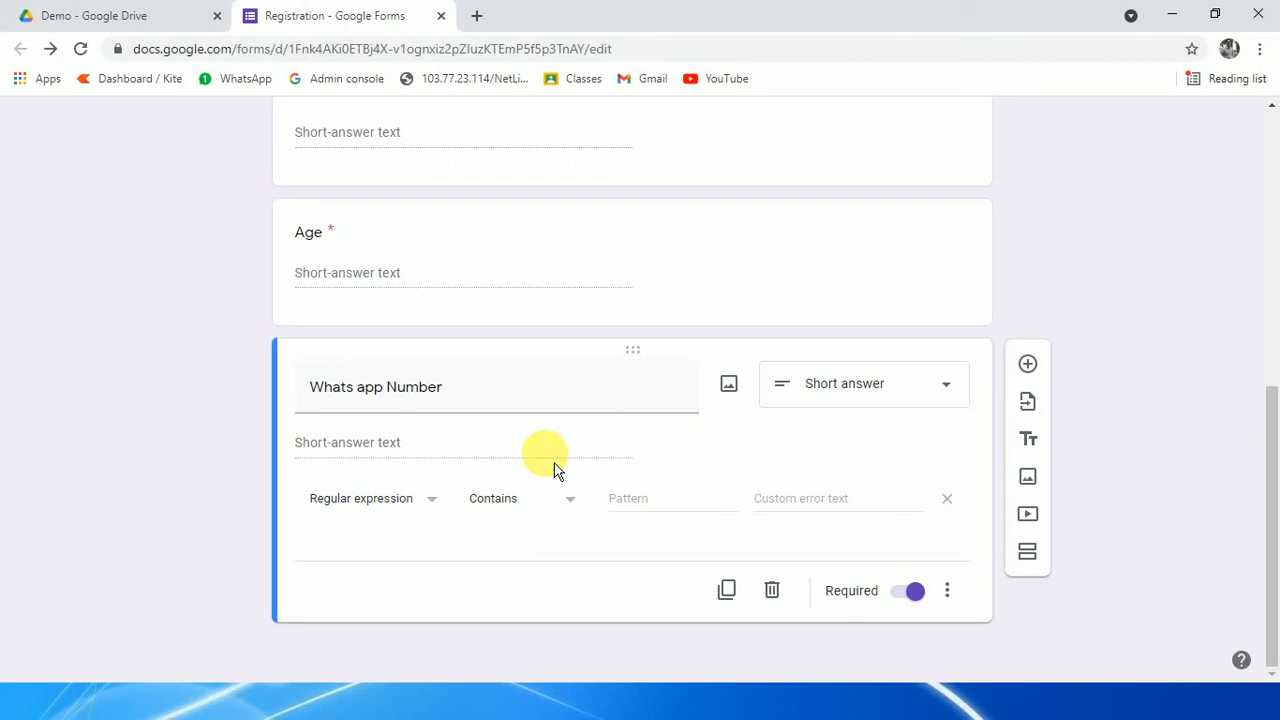 Demo - Google Drive
Registration - Google Forms
docs.google.com/forms/d/1Fnk4AKi0ETBj4X-v1ognxiz2pZIuzKTEmP5f5p3TnAY/edit
Apps
Dashboard / Kite
1
WhatsApp
Admin console
103.77.23.114/NetLi...
Classes
Gmail
YouTube
Reading list
Short-answer text
Age *
Short-answer text
Whats app Number
Short answer
Short-answer text
Regular expression
Contains
Pattern
Custom error text
Required